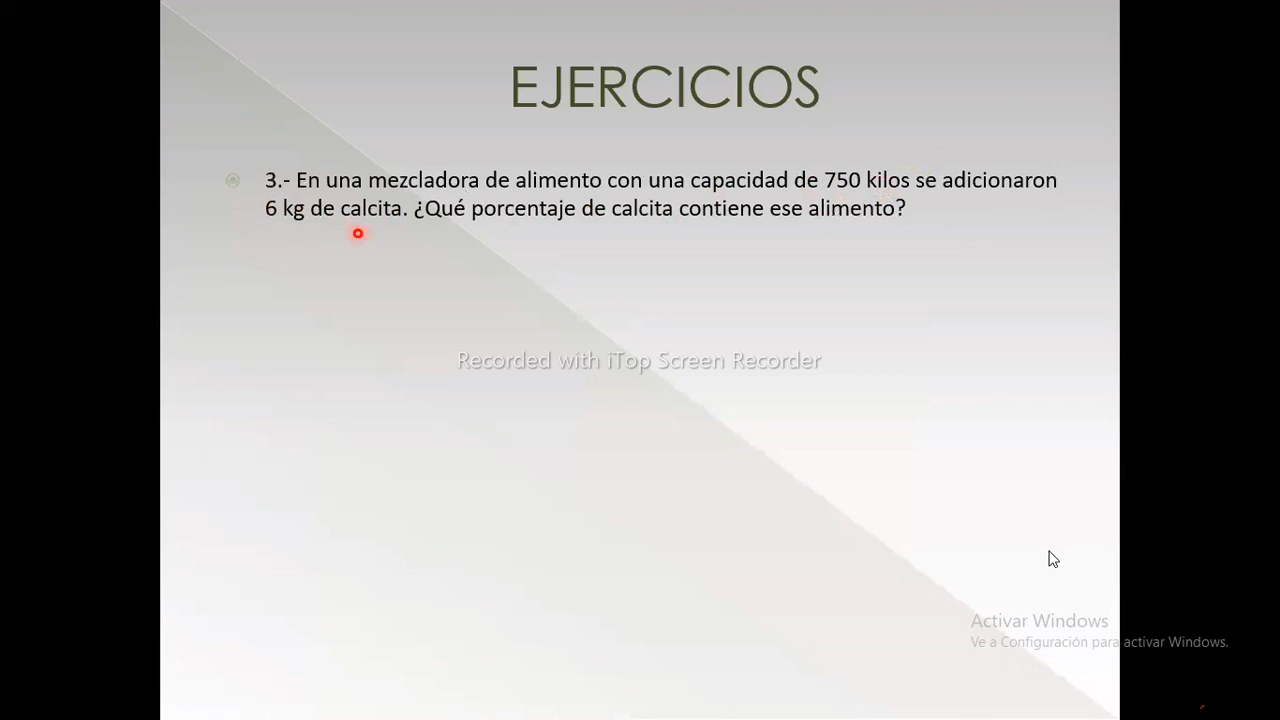 EJERCICIOS
3.- En una mezcladora de alimento con una capacidad de 750 kilos se adicionaron
6 kg de calcita. ¿Qué porcentaje de calcita contiene ese alimento?
Recorded with iTop Screen Recorder
Activar Windows
Ve a Configuración para activar Windows.